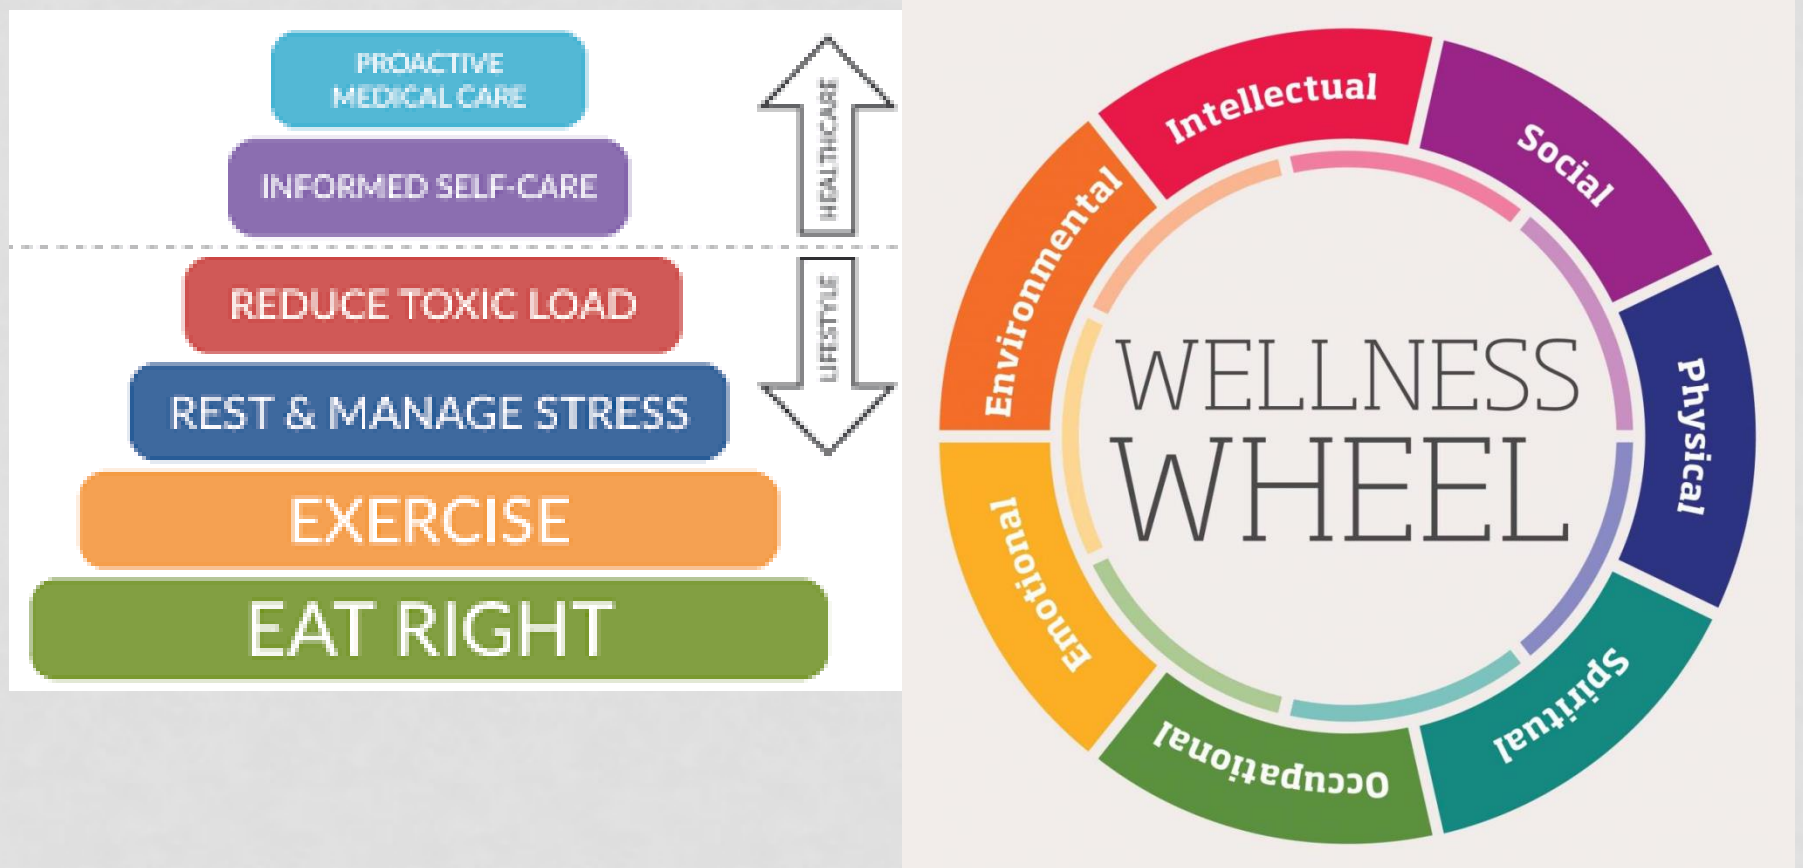 PROACTIVE
MEDICAL CARE
INFORMED SELF-CARE
HEALTHCARE
REDUCE TOXIC LOAD
LIFESTYLE
REST & MANAGE STRESS
EXERCISE
EAT RIGHT
Intellectual
Social
Physical
Spiritual
Occupational
Emotional
Environmental
WELLNESS
WHEEL